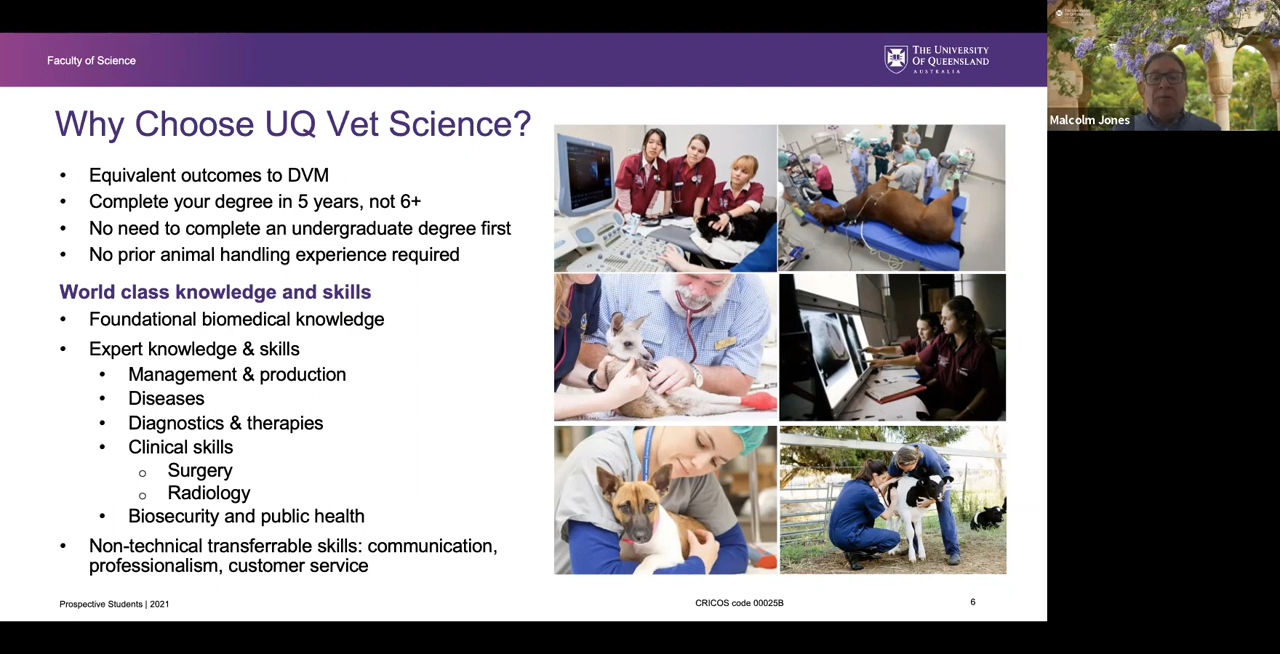 Faculty of Science
THE UNIVERSITY
OF QUEENSLAND
AUSTRALIA
Why Choose UQ Vet Science?
• Equivalent outcomes to DVM
• Complete your degree in 5 years, not 6+
• No need to complete an undergraduate degree first
• No prior animal handling experience required
World class knowledge and skills
• Foundational biomedical knowledge
• Expert knowledge & skills
• Management & production
• Diseases
• Diagnostics & therapies
• Clinical skills
o Surgery
o Radiology
• Biosecurity and public health
• Non-technical transferrable skills: communication,
professionalism, customer service
Prospective Students | 2021
CRICOS code 00025B
6
Malcolm Jones